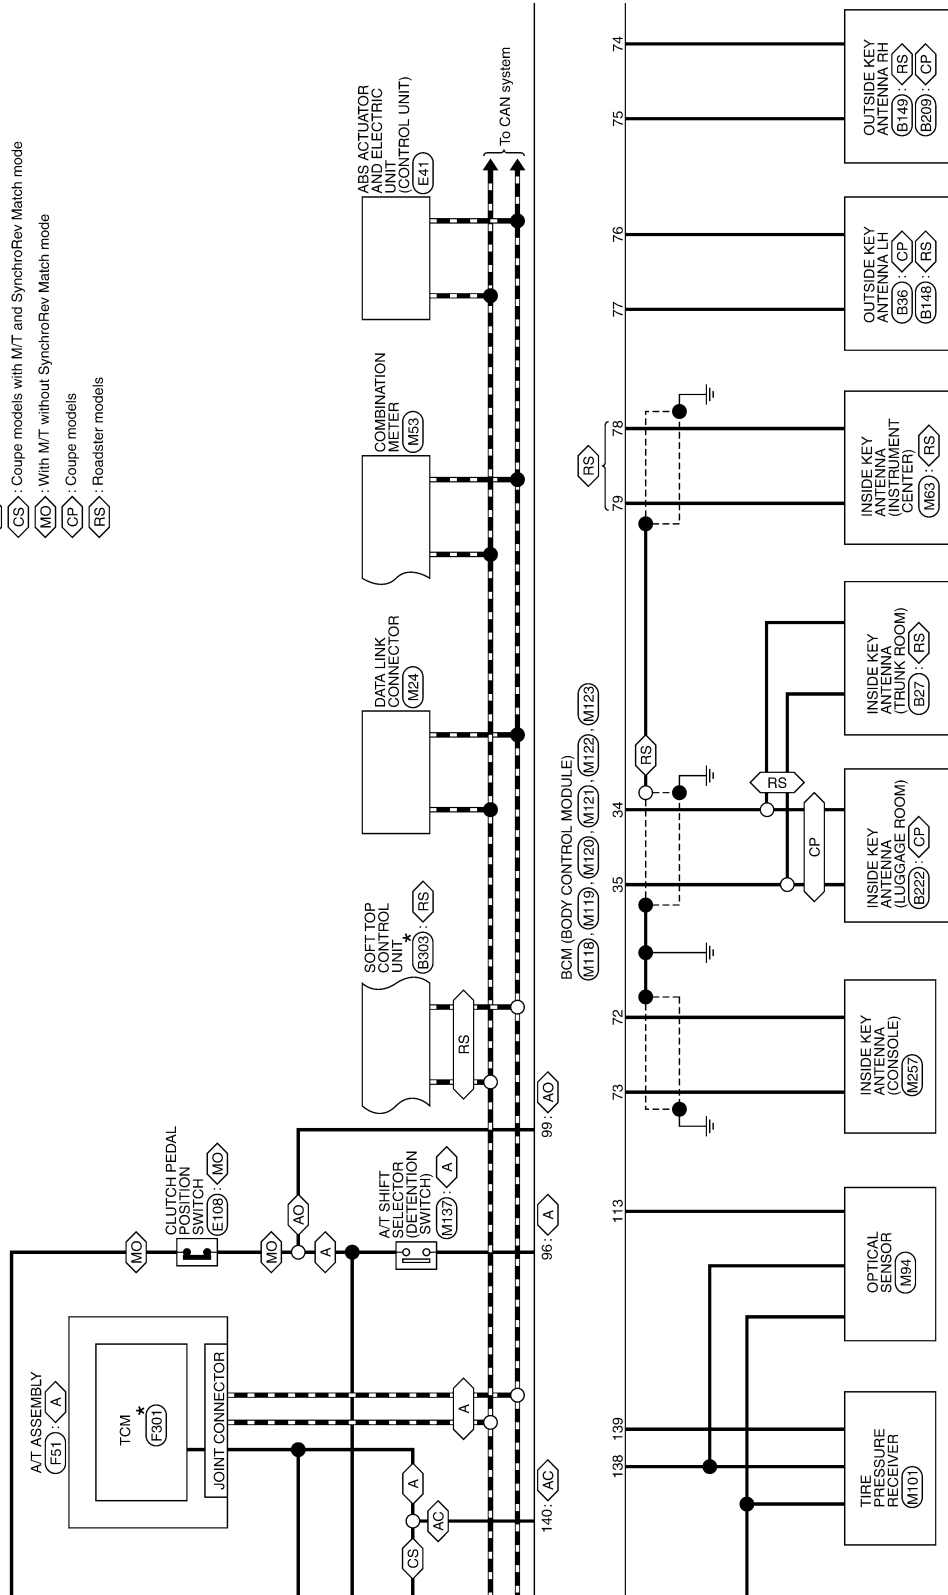 CS : Coupe models with M/T and SynchroRev Match mode
MO : With M/T without SynchroRev Match mode
CP : Coupe models
RS : Roadster models
A/T ASSEMBLY
F51 : A
TCM
*
F301
JOINT CONNECTOR
MO
CLUTCH PEDAL
POSITION
SWITCH
E108 : MO
MO
AO
A
A/T SHIFT
SELECTOR
(DETENTION
SWITCH)
M137 : A
SOFT TOP
CONTROL
UNIT
*
B303 : RS
DATA LINK
CONNECTOR
M24
COMBINATION
METER
M53
ABS ACTUATOR
AND ELECTRIC
UNIT
(CONTROL UNIT)
E41
CS
A
AC
A
RS
To CAN system
140 : AC
96 : A
99 : AO
BCM (BODY CONTROL MODULE)
M118 , M119 , M120 , M121 , M122 , M123
RS
138
139
113
73
72
35
34
79
78
77
76
75
74
RS
RS
CP
TIRE
PRESSURE
RECEIVER
M101
OPTICAL
SENSOR
M94
INSIDE KEY
ANTENNA
(CONSOLE)
M257
INSIDE KEY
ANTENNA
(LUGGAGE ROOM)
B222 : CP
INSIDE KEY
ANTENNA
(TRUNK ROOM)
B27 : RS
INSIDE KEY
ANTENNA
(INSTRUMENT
CENTER)
M63 : RS
OUTSIDE KEY
ANTENNA LH
B36 : CP
B148 : RS
OUTSIDE KEY
ANTENNA RH
B149 : RS
B209 : CP